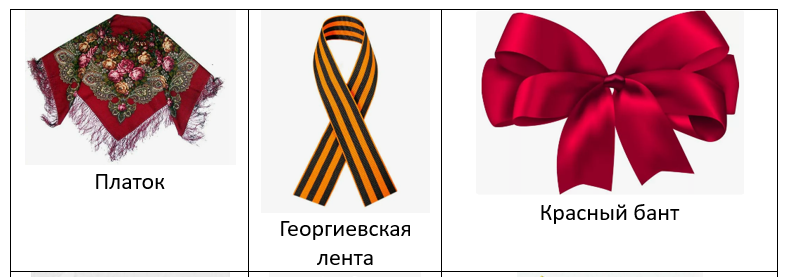 Платок
Георгиевская
лента
Красный бант